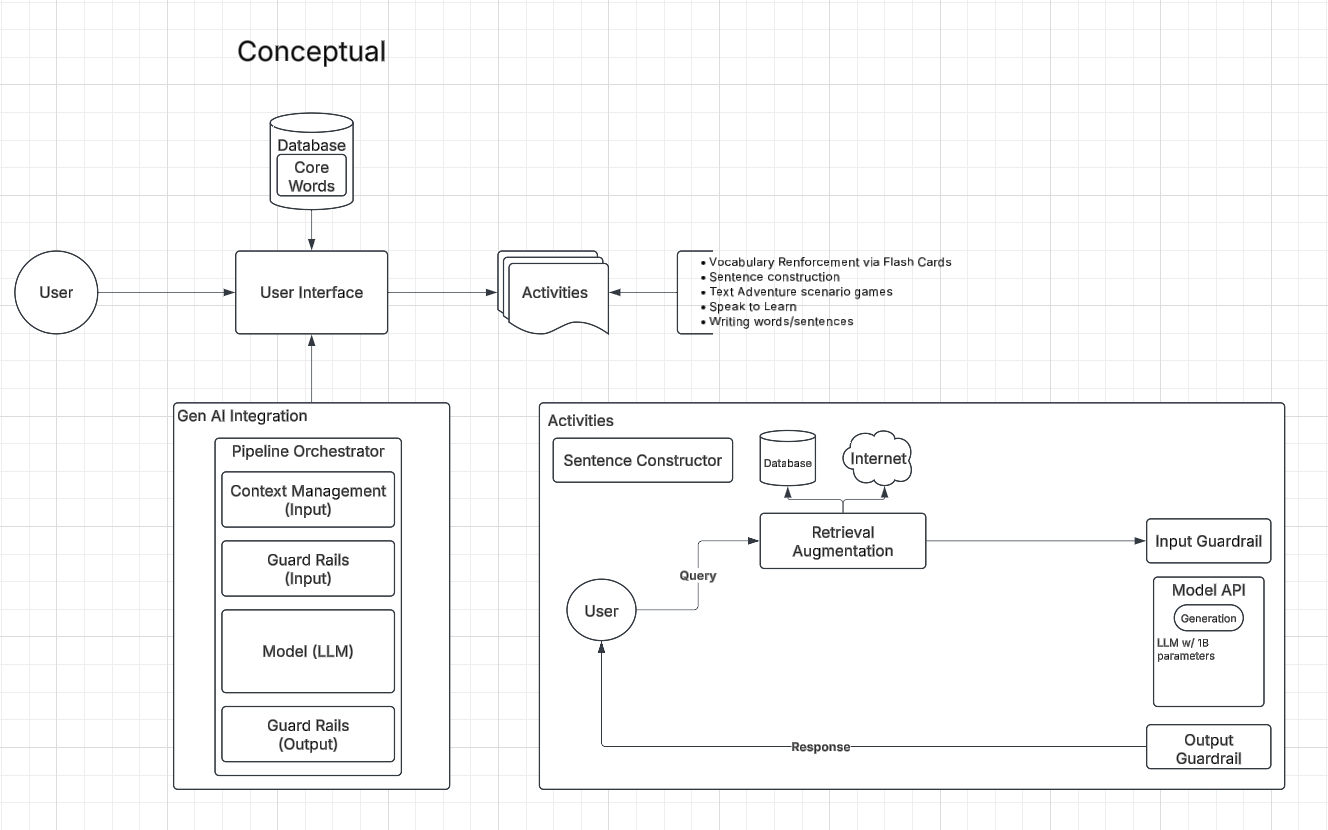 Conceptual
Database
Core
Words
User
User Interface
Activities
• Vocabulary Renforcement via Flash Cards
• Sentence construction
• Text Adventure scenario games
• Speak to Learn
• Writing words/sentences
Gen AI Integration
Pipeline Orchestrator
Context Management
(Input)
Guard Rails
(Input)
Model (LLM)
Guard Rails
(Output)
Activities
Sentence Constructor
Database
Internet
Retrieval
Augmentation
Input Guardrail
Query
User
Model API
Generation
LLM w/ 1B
parameters
Response
Output
Guardrail